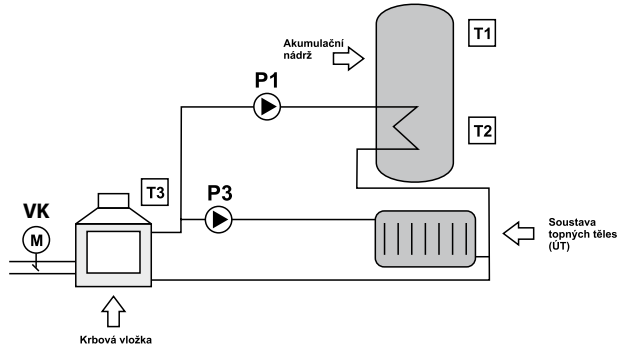 Akumulační
nádrž
T1
P1
T2
T3
P3
VK
M
Soustava
topných těles
(ÚT)
Krbová vložka